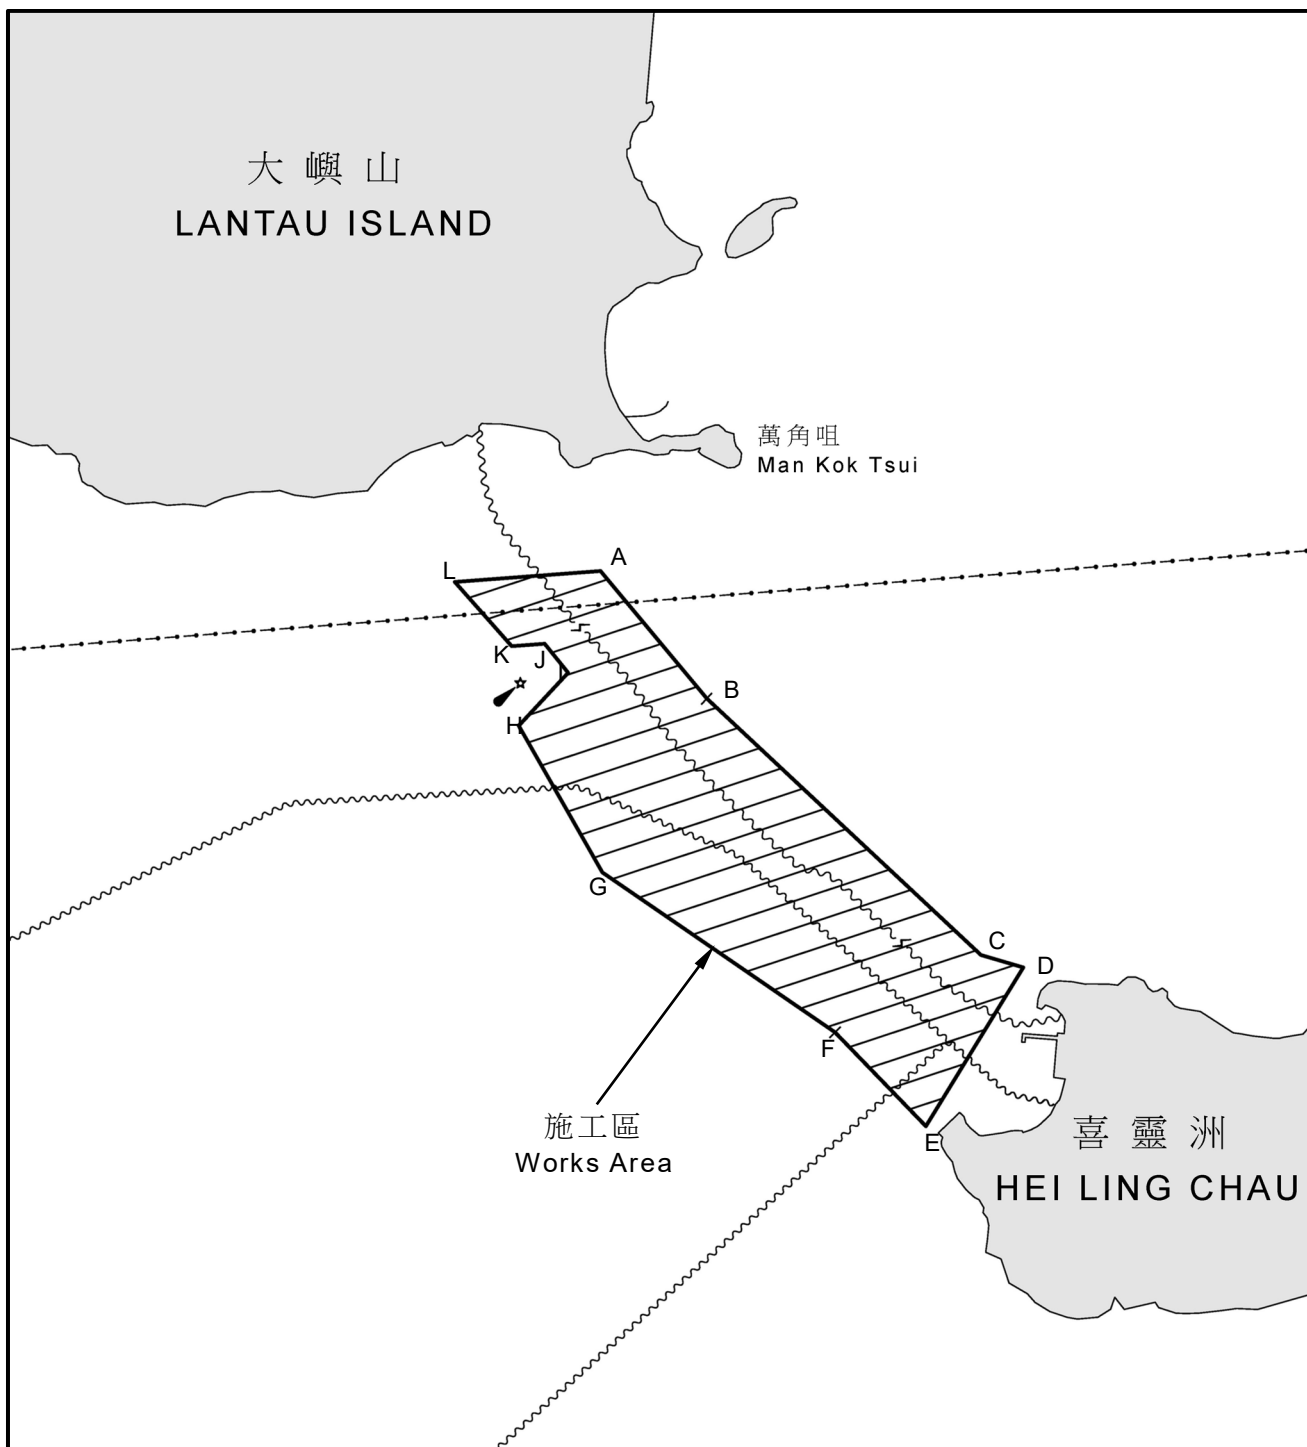 大嶼山
LANTAU ISLAND
萬角咀
Man Kok Tsui
A
L
K
J
I
B
H
G
C
D
F
E
施工區
Works Area
喜靈洲
HEI LING CHAU